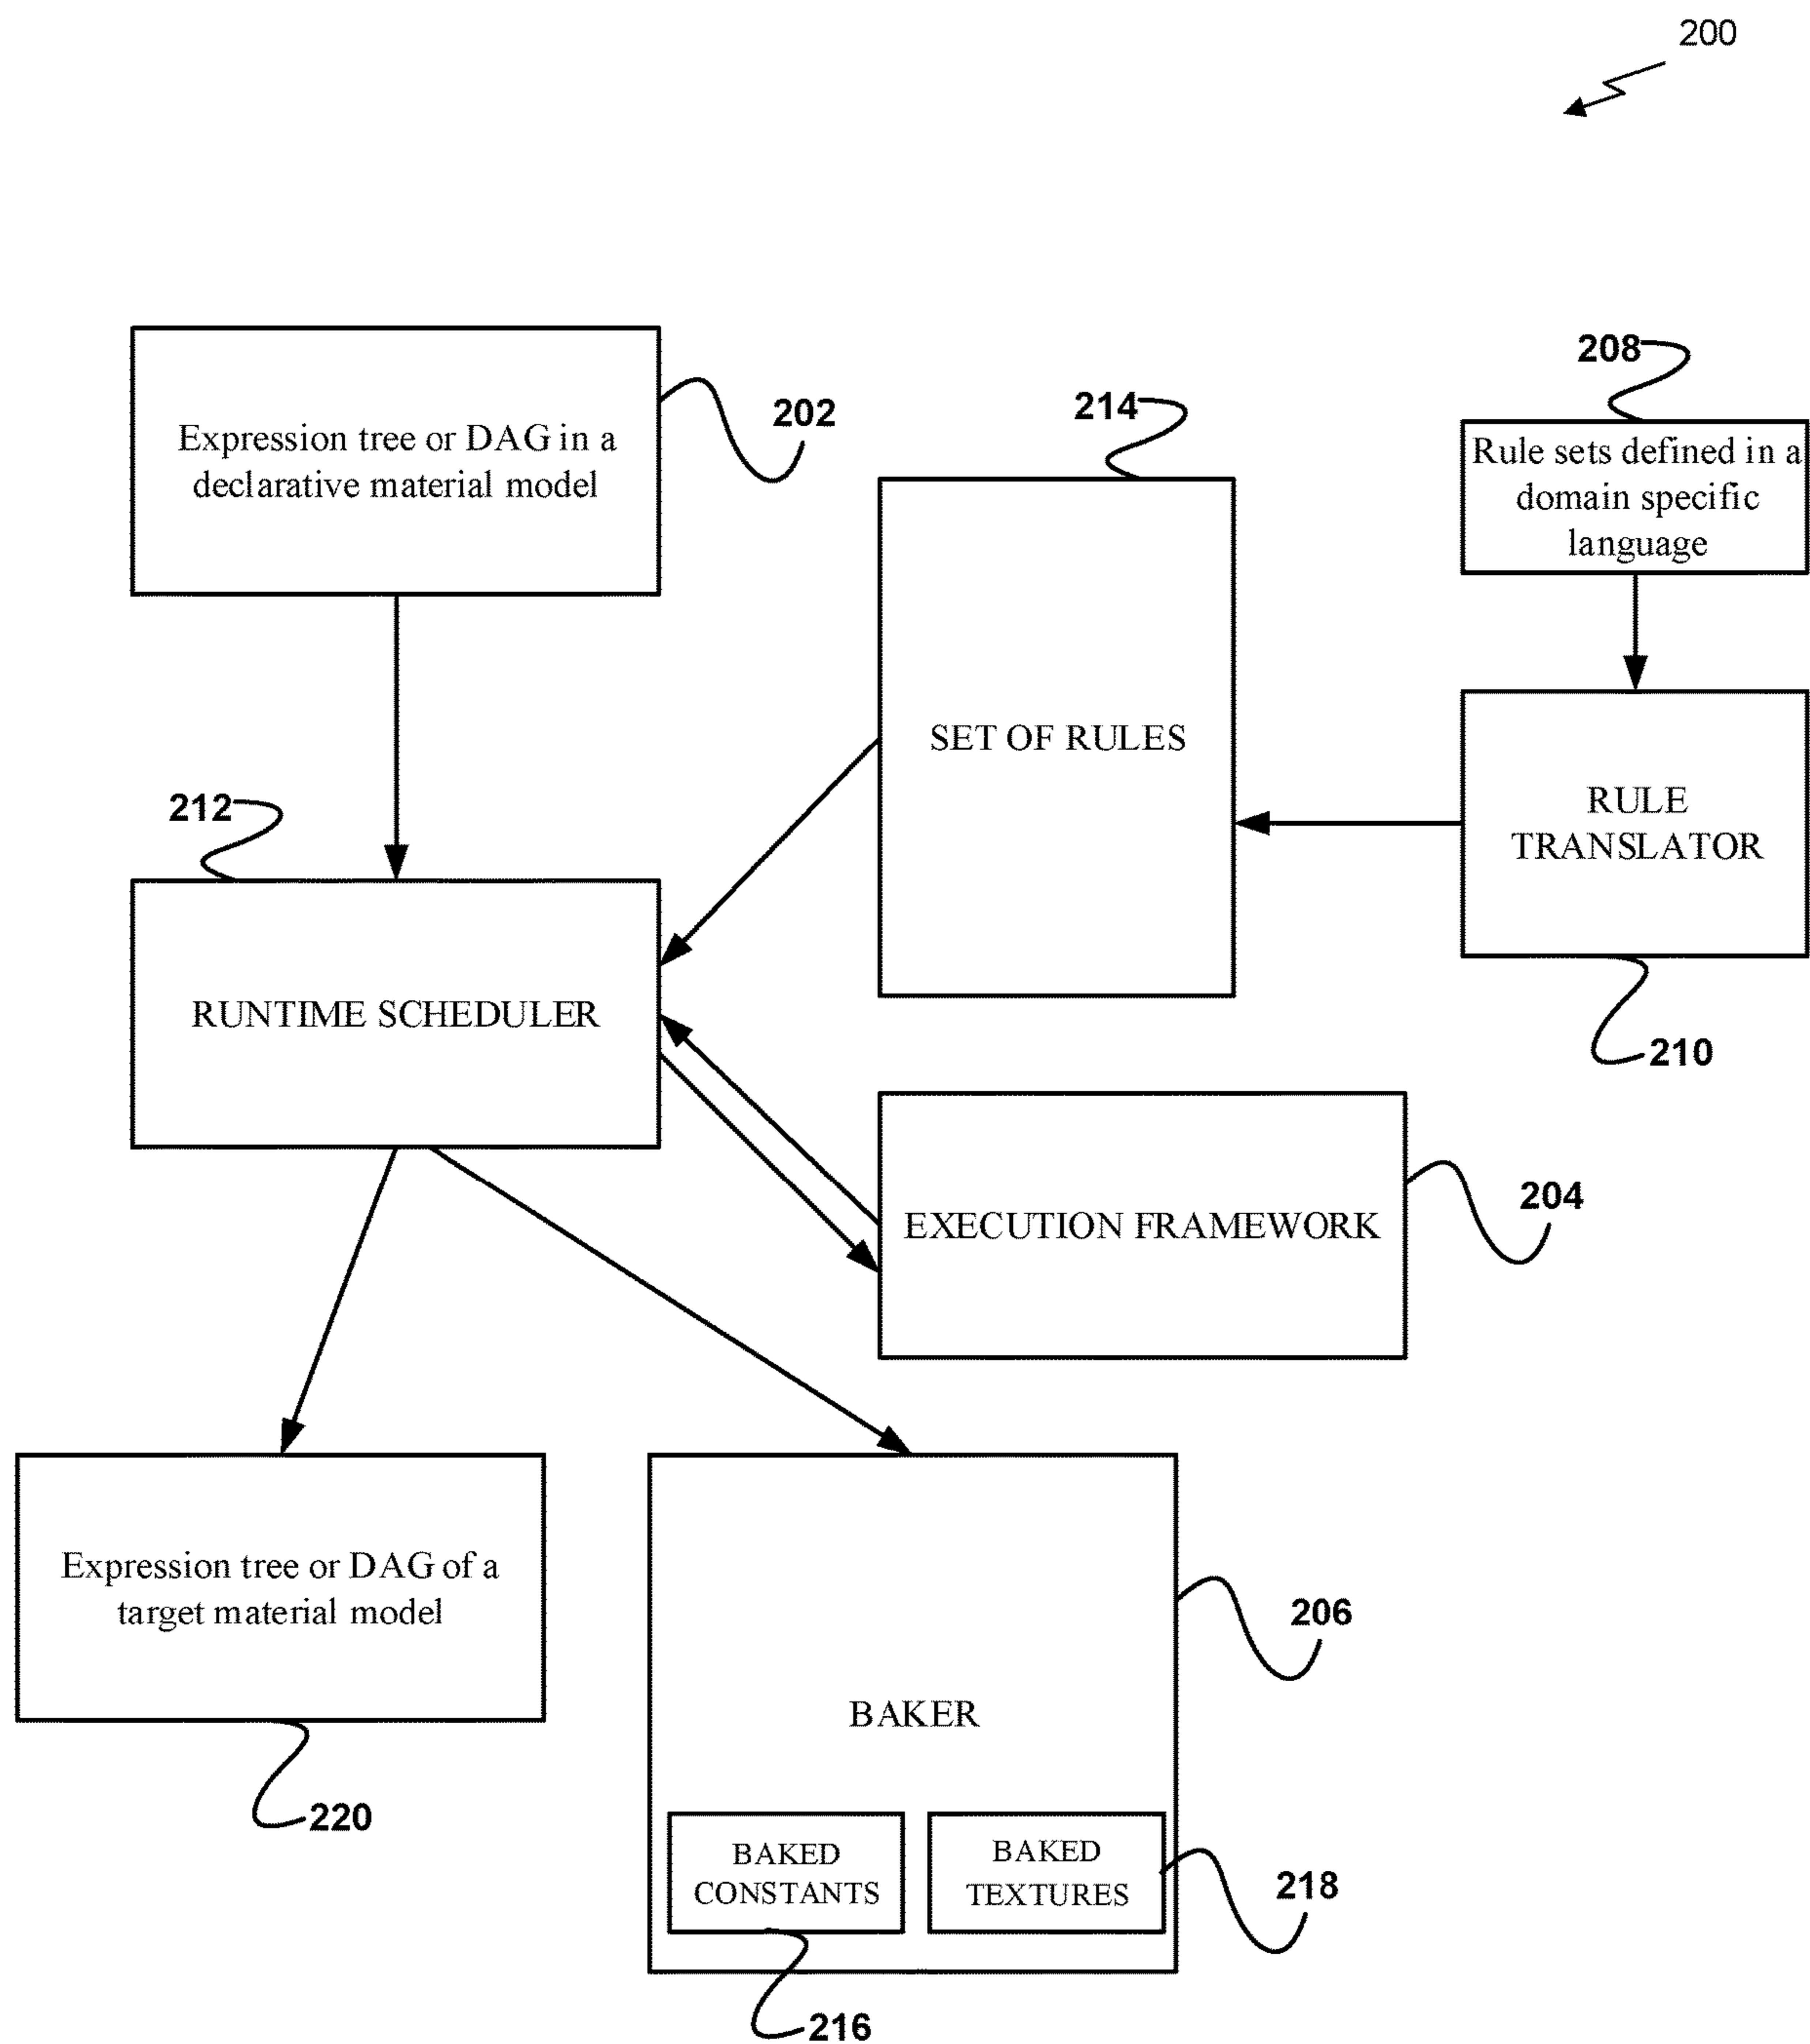 200
208
Rule sets defined in a
domain specific
language
202
Expression tree or DAG in a
declarative material model
214
SET OF RULES
RULE
TRANSLATOR
210
212
RUNTIME SCHEDULER
EXECUTION FRAMEWORK
204
Expression tree or DAG of a
target material model
220
206
BAKER
BAKED
CONSTANTS
BAKED
TEXTURES
218
216